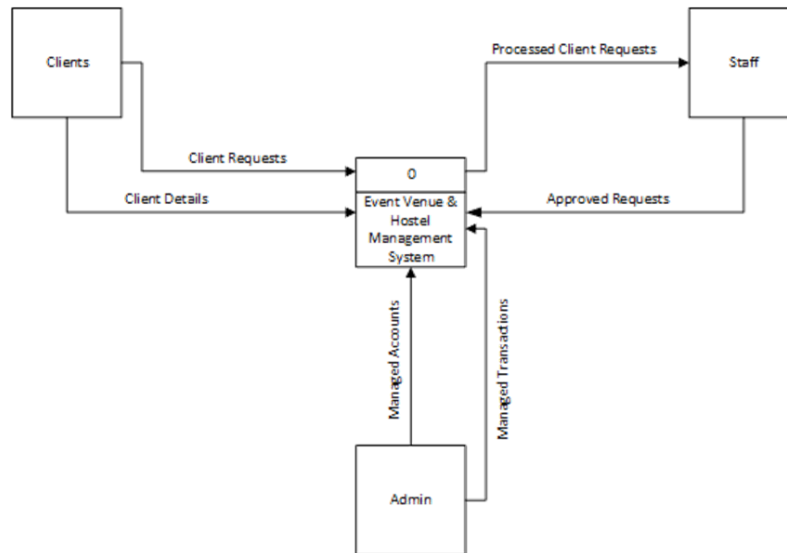 Clients
Processed Client Requests
Staff
Client Requests
0
Client Details
Event Venue &
Hostel
Management
System
Approved Requests
Managed Accounts
Managed Transactions
Admin